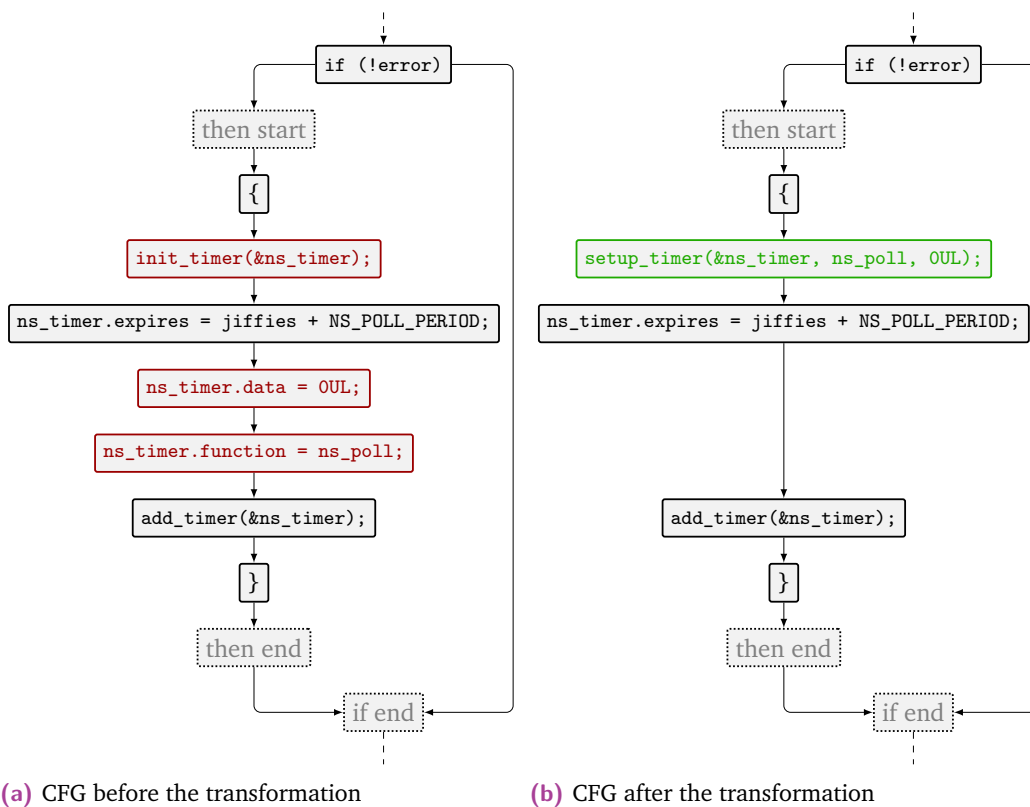 if (!error)
then start
{
init_timer(&ns_timer);
ns_timer.expires = jiffies + NS_POLL_PERIOD;
ns_timer.data = 0UL;
ns_timer.function = ns_poll;
add_timer(&ns_timer);
}
then end
if end
(a) CFG before the transformation
if (!error)
then start
{
setup_timer(&ns_timer, ns_poll, 0UL);
ns_timer.expires = jiffies + NS_POLL_PERIOD;
add_timer(&ns_timer);
}
then end
if end
(b) CFG after the transformation